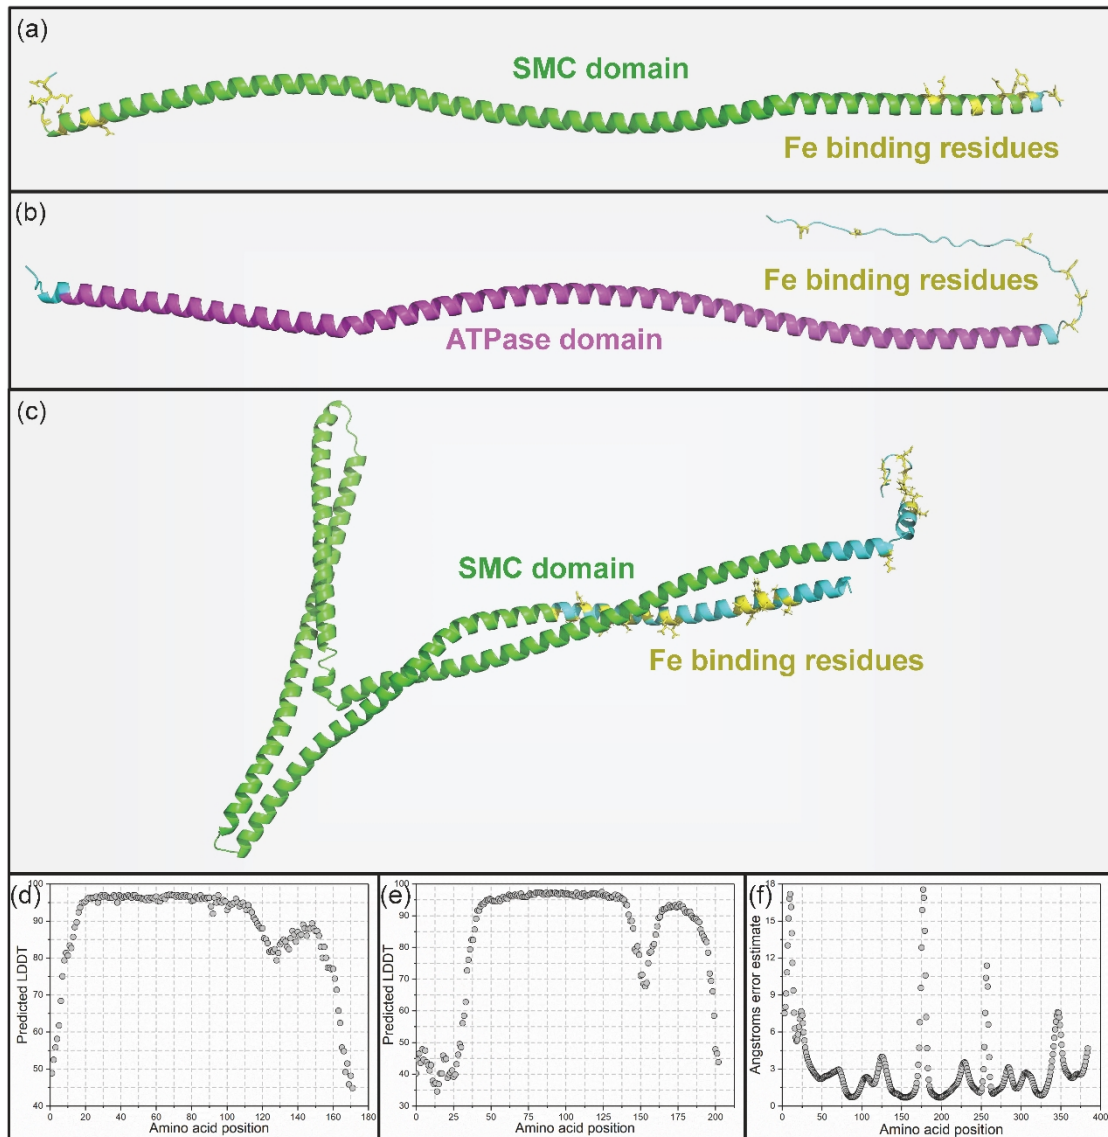 (a)
SMC domain
Fe binding residues
(b)
Fe binding residues
ATPase domain
(c)
SMC domain
Fe binding residues
(d)
100
90
80
70
60
50
40
Predicted LDDT
0 20 40 60 80 100 120 140 160 180
Amino acid position
(e)
100
90
80
70
60
50
40
30
Predicted LDDT
0 25 50 75 100 125 150 175 200
Amino acid position
(f)
18
15
12
9
6
3
0
Angstroms error estimate
0 50 100 150 200 250 300 350 400
Amino acid position